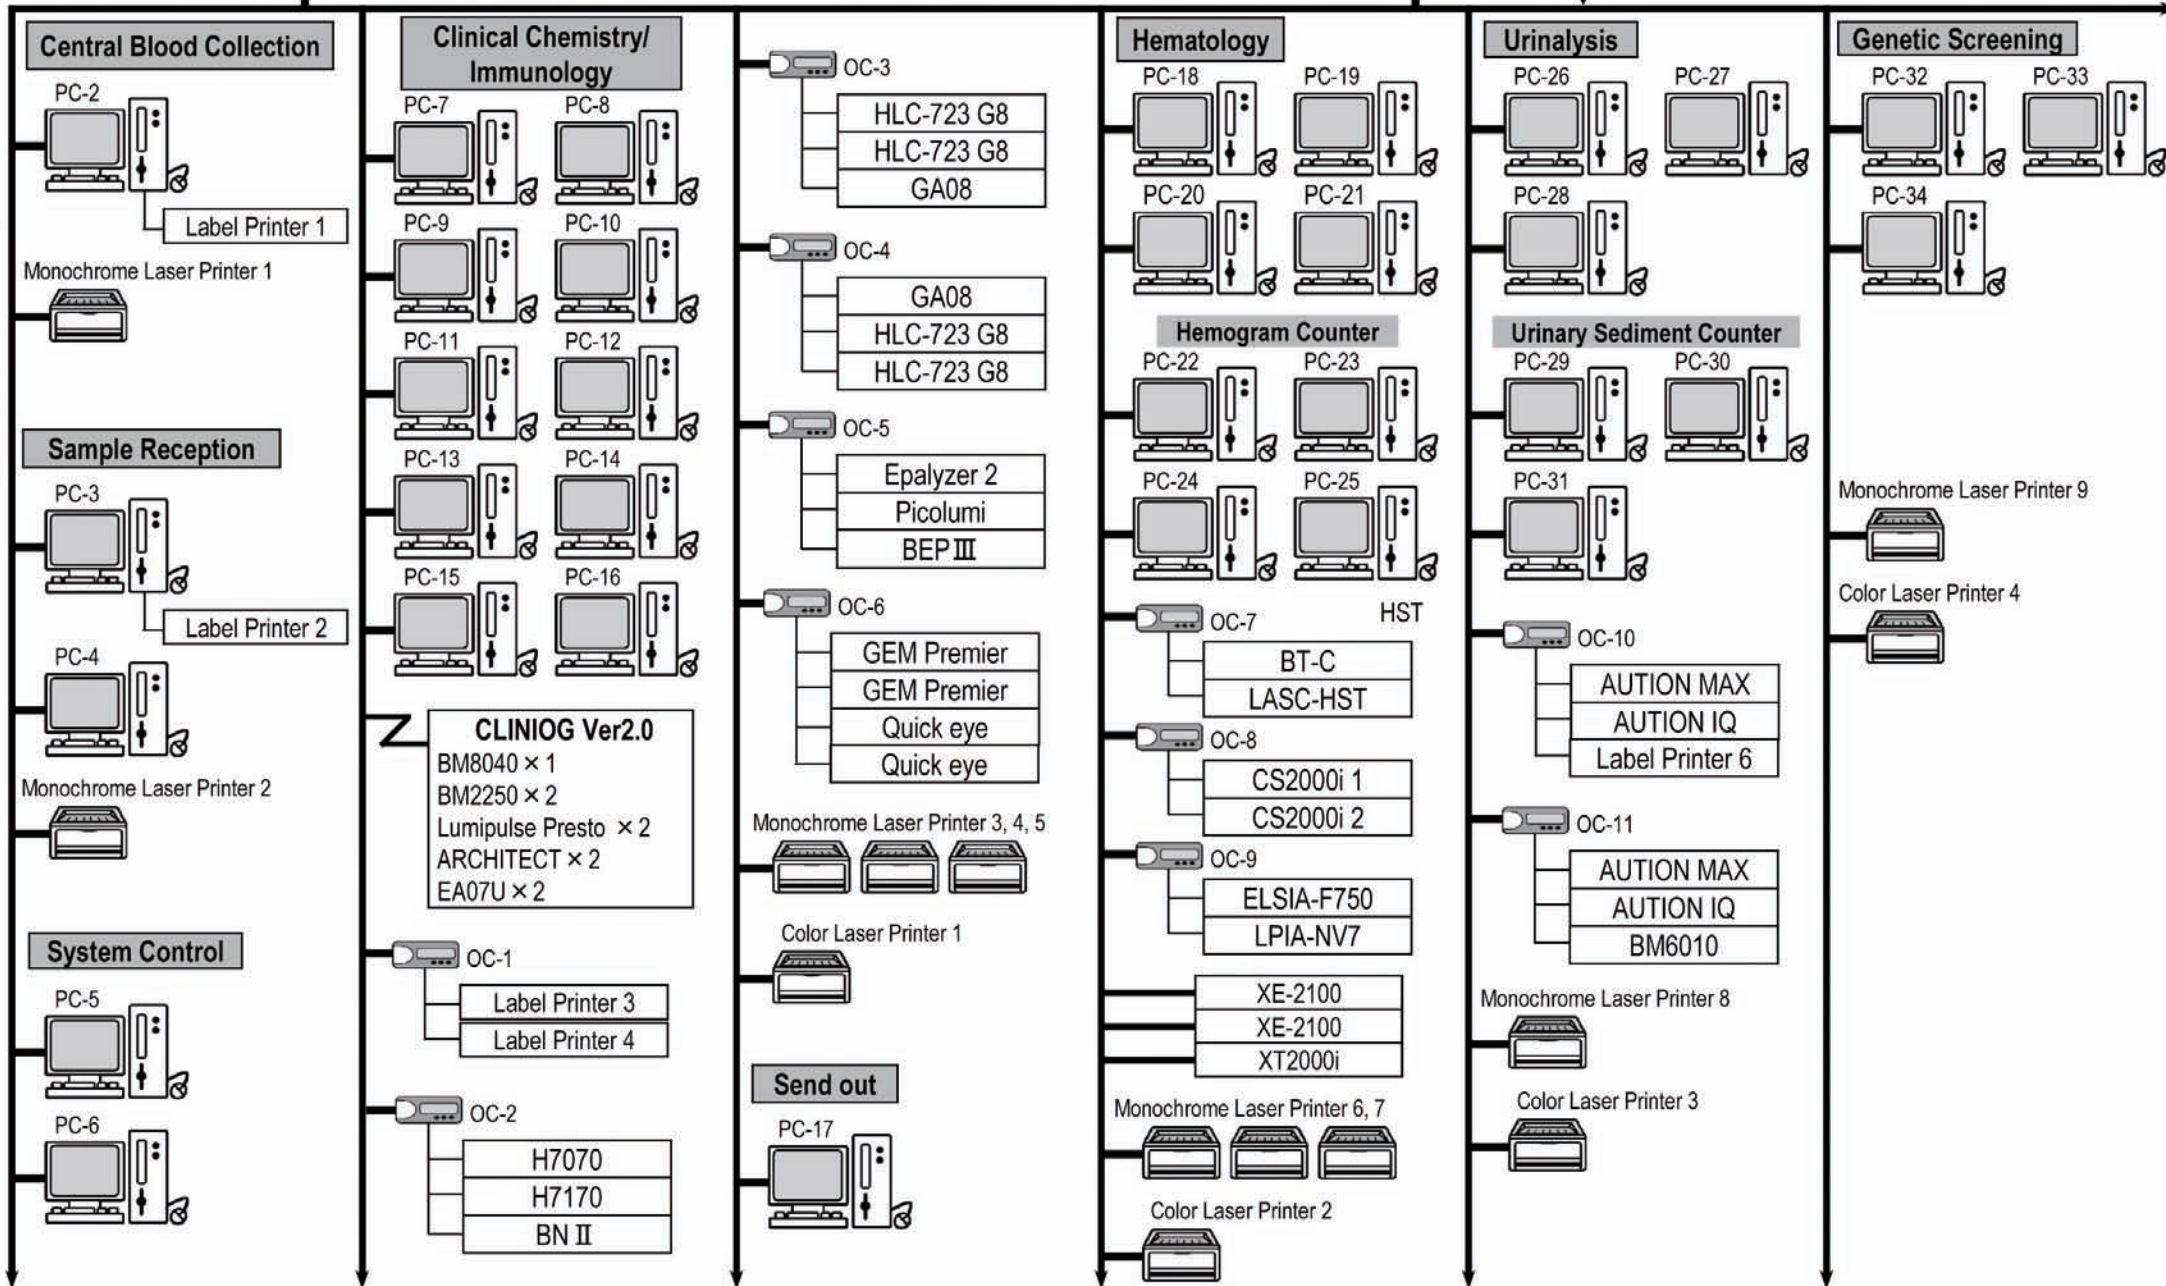 Central Blood Collection
PC-2
Label Printer 1
Monochrome Laser Printer 1
Sample Reception
PC-3
Label Printer 2
PC-4
Monochrome Laser Printer 2
System Control
PC-5
PC-6
Clinical Chemistry/
Immunology
PC-7
PC-8
PC-9
PC-10
PC-11
PC-12
PC-13
PC-14
PC-15
PC-16
CLINIOG Ver2.0
BM8040 × 1
BM2250 × 2
Lumipulse Presto × 2
ARCHITECT × 2
EA07U × 2
OC-1
Label Printer 3
Label Printer 4
OC-2
H7070
H7170
BN Ⅱ
OC-3
HLC-723 G8
HLC-723 G8
GA08
OC-4
GA08
HLC-723 G8
HLC-723 G8
OC-5
Epalyzer 2
Picolumi
BEP Ⅲ
OC-6
GEM Premier
GEM Premier
Quick eye
Quick eye
Monochrome Laser Printer 3, 4, 5
Color Laser Printer 1
Send out
PC-17
Hematology
PC-18
PC-19
PC-20
PC-21
Hemogram Counter
PC-22
PC-23
PC-24
PC-25
HST
OC-7
BT-C
LASC-HST
OC-8
CS2000i 1
CS2000i 2
OC-9
ELSIA-F750
LPIA-NV7
XE-2100
XE-2100
XT2000i
Monochrome Laser Printer 6, 7
Color Laser Printer 2
Urinalysis
PC-26
PC-27
PC-28
Urinary Sediment Counter
PC-29
PC-30
PC-31
OC-10
AUTION MAX
AUTION IQ
Label Printer 6
OC-11
AUTION MAX
AUTION IQ
BM6010
Monochrome Laser Printer 8
Color Laser Printer 3
Genetic Screening
PC-32
PC-33
PC-34
Monochrome Laser Printer 9
Color Laser Printer 4